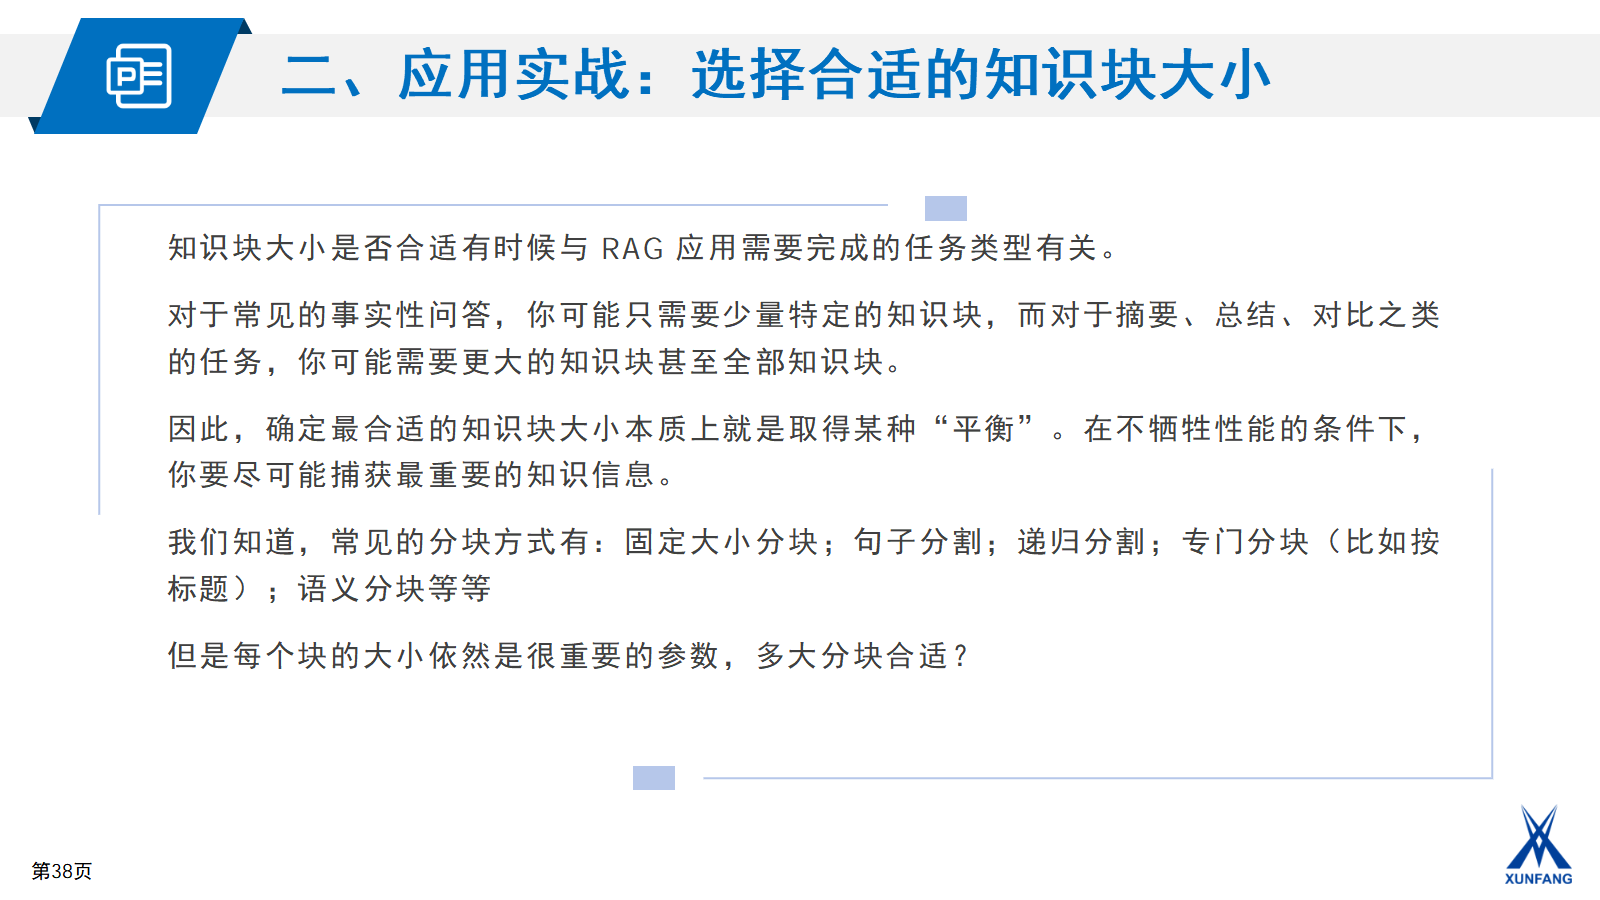 二、应用实战：选择合适的知识块大小
知识块大小是否合适有时候与 RAG 应用需要完成的任务类型有关。
对于常见的事实性问答，你可能只需要少量特定的知识块，而对于摘要、总结、对比之类
的任务，你可能需要更大的知识块甚至全部知识块。
因此，确定最合适的知识块大小本质上就是取得某种“平衡”。在不牺牲性能的条件下，
你要尽可能捕获最重要的知识信息。
我们知道，常见的分块方式有：固定大小分块；句子分割；递归分割；专门分块（比如按
标题）；语义分块等等
但是每个块的大小依然是很重要的参数，多大分块合适？
第38页
XUNFANG